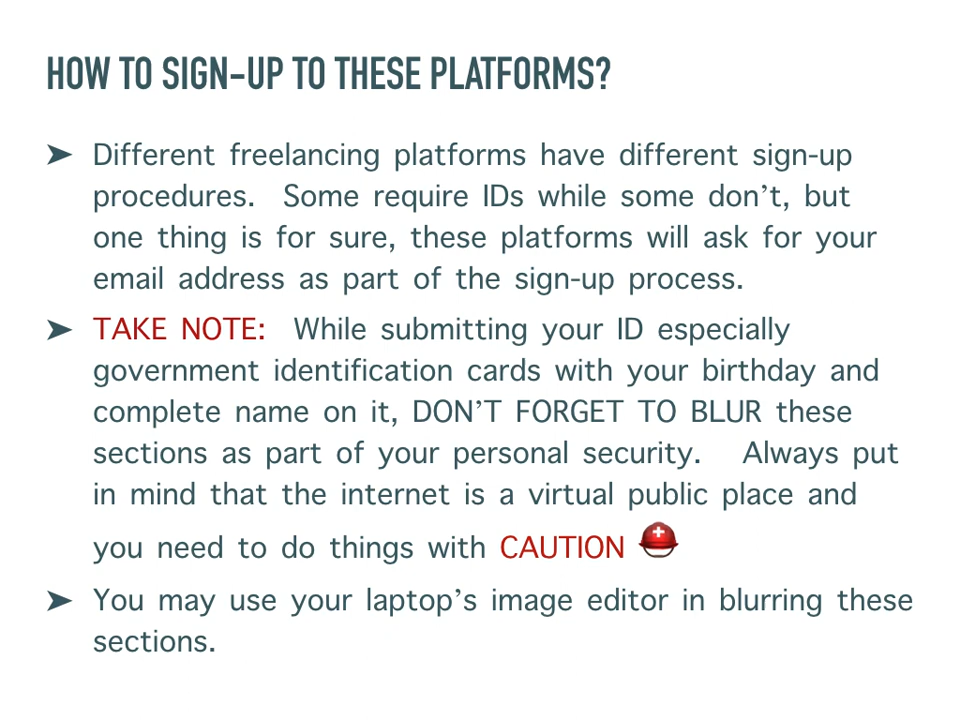 HOW TO SIGN-UP TO THESE PLATFORMS?
➤ Different freelancing platforms have different sign-up
procedures. Some require IDs while some don’t, but
one thing is for sure, these platforms will ask for your
email address as part of the sign-up process.
➤ TAKE NOTE: While submitting your ID especially
government identification cards with your birthday and
complete name on it, DON’T FORGET TO BLUR these
sections as part of your personal security. Always put
in mind that the internet is a virtual public place and
you need to do things with CAUTION ⛑
➤ You may use your laptop’s image editor in blurring these
sections.